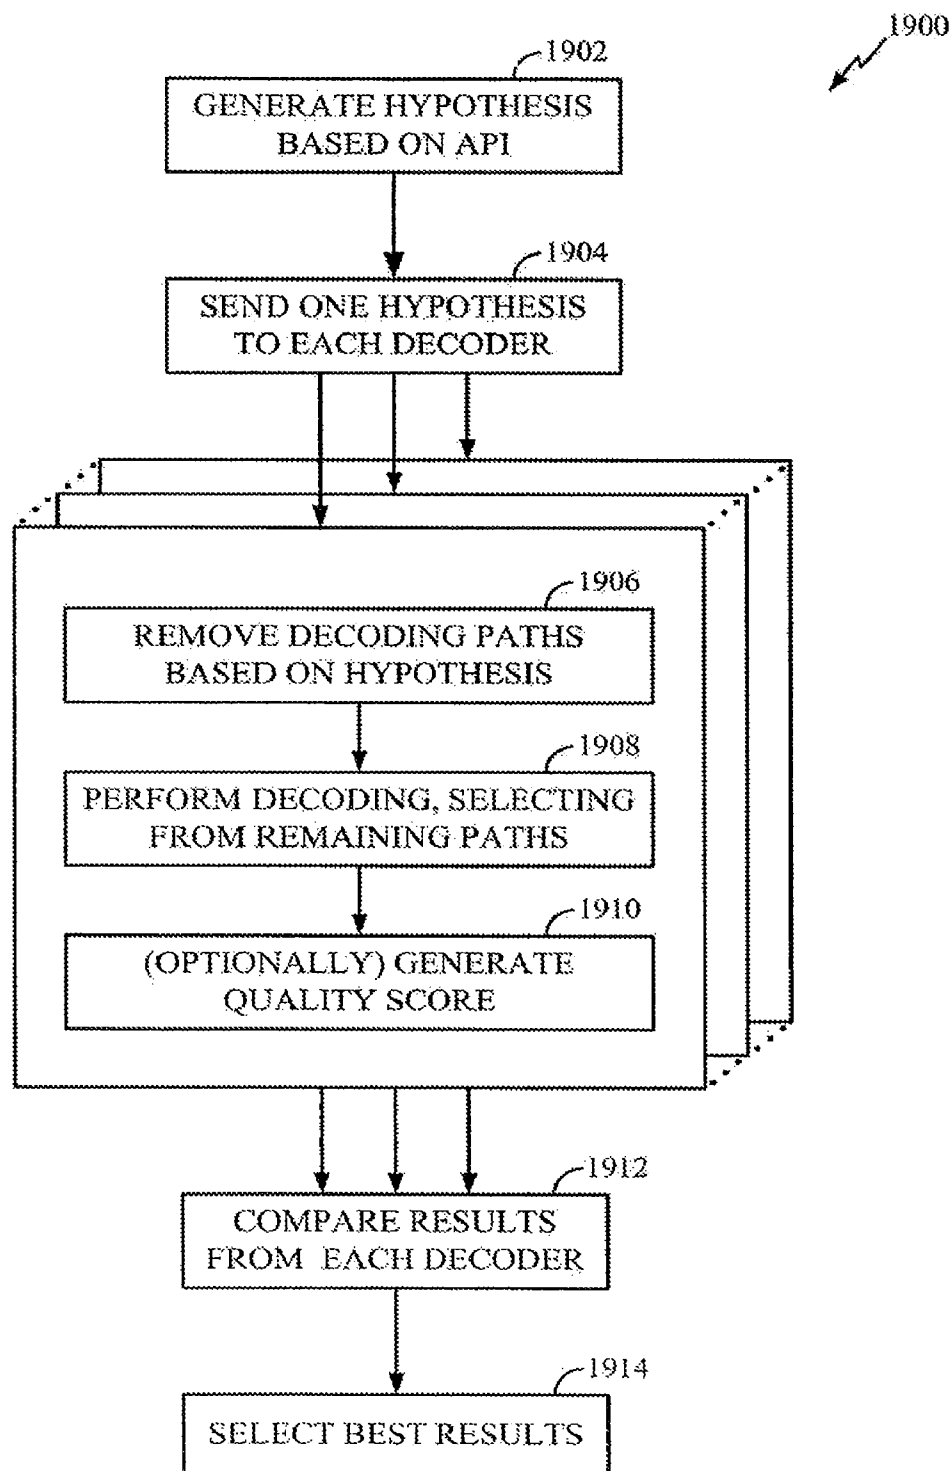 1900
1902
GENERATE HYPOTHESIS
BASED ON API
1904
SEND ONE HYPOTHESIS
TO EACH DECODER
1906
REMOVE DECODING PATHS
BASED ON HYPOTHESIS
1908
PERFORM DECODING, SELECTING
FROM REMAINING PATHS
1910
(OPTIONALLY) GENERATE
QUALITY SCORE
1912
COMPARE RESULTS
FROM EACH DECODER
1914
SELECT BEST RESULTS